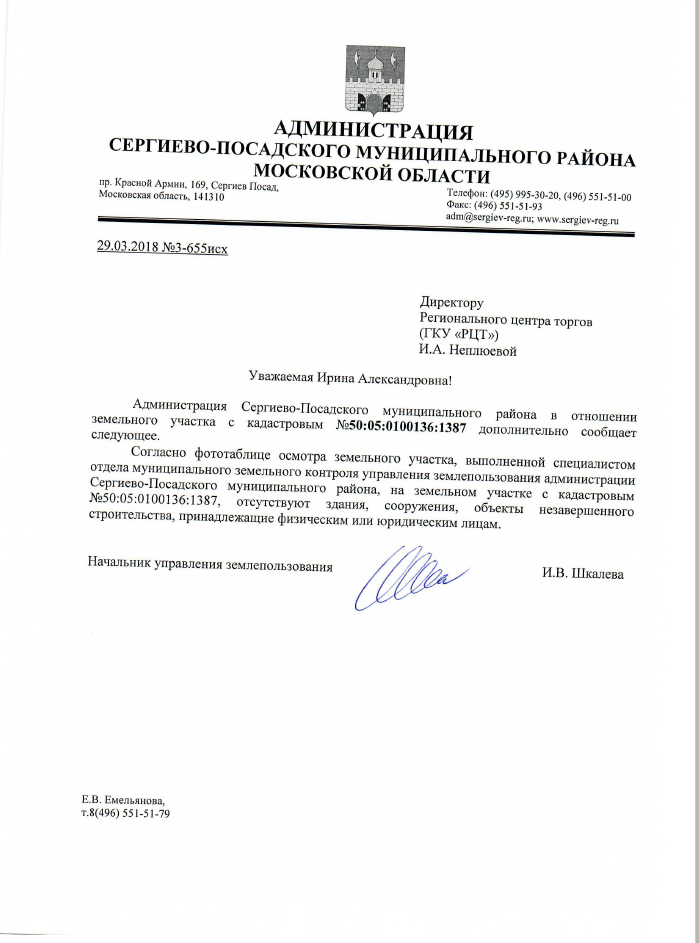 АДМИНИСТРАЦИЯ
СЕРГИЕВО-ПОСАДСКОГО МУНИЦИПАЛЬНОГО РАЙОНА
МОСКОВСКОЙ ОБЛАСТИ
пр. Красной Армии, 169, Сергиев Посад,
Московская область, 141310
Телефон: (495) 995-30-20, (496) 551-51-00
Факс: (496) 551-51-93
adm@sergiev-reg.ru; www.sergiev-reg.ru
29.03.2018 №3-655исх
Директору
Регионального центра торгов
(ГКУ «РЦТ»)
И.А. Неплюевой
Уважаемая Ирина Александровна!
Администрация Сергиево-Посадского муниципального района в отношении
земельного участка с кадастровым №50:05:0100136:1387 дополнительно сообщает
следующее.
Согласно фототаблице осмотра земельного участка, выполненной специалистом
отдела муниципального земельного контроля управления землепользования администрации
Сергиево-Посадского муниципального района, на земельном участке с кадастровым
№50:05:0100136:1387, отсутствуют здания, сооружения, объекты незавершенного
строительства, принадлежащие физическим или юридическим лицам.
Начальник управления землепользования
И.В. Шкалева
Е.В. Емельянова,
т.8(496) 551-51-79